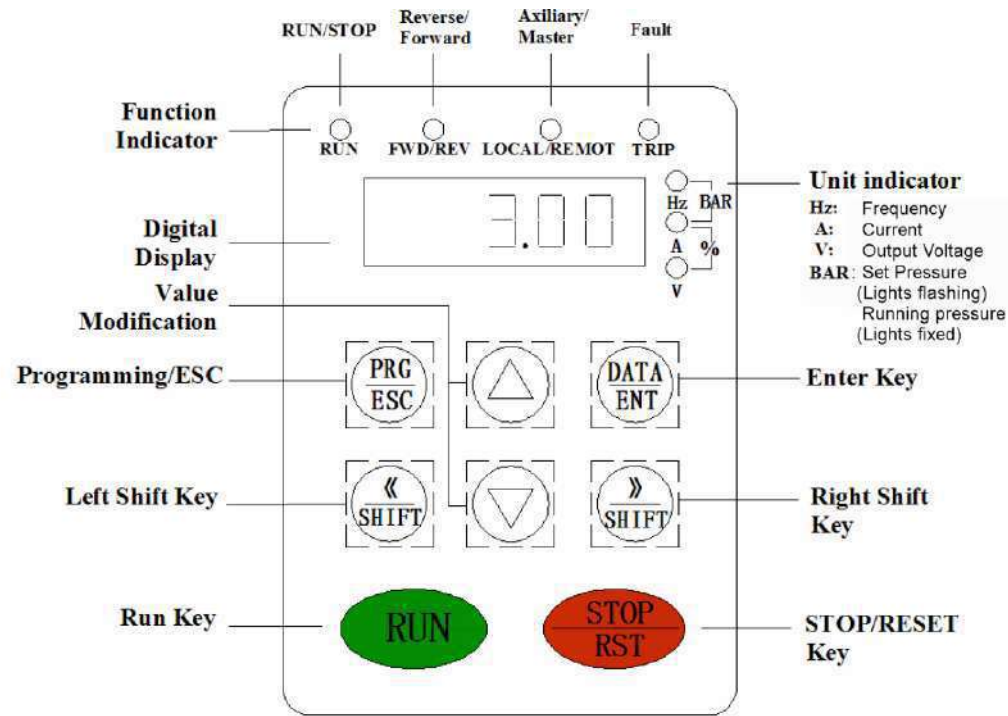 RUN/STOP
Reverse/
Forward
Axiliary/
Master
Fault
Function
Indicator
RUN
FWD/REV
LOCAL/REMOT
TRIP
3.00
Hz
BAR
A
%
V
Unit indicator
Hz: Frequency
A: Current
V: Output Voltage
BAR: Set Pressure
(Lights flashing)
Running pressure
(Lights fixed)
Digital
Display
Value
Modification
Programming/ESC
PRG
ESC
DATA
ENT
Enter Key
Left Shift Key
«
SHIFT
»
SHIFT
Right Shift
Key
Run Key
RUN
STOP
RST
STOP/RESET
Key